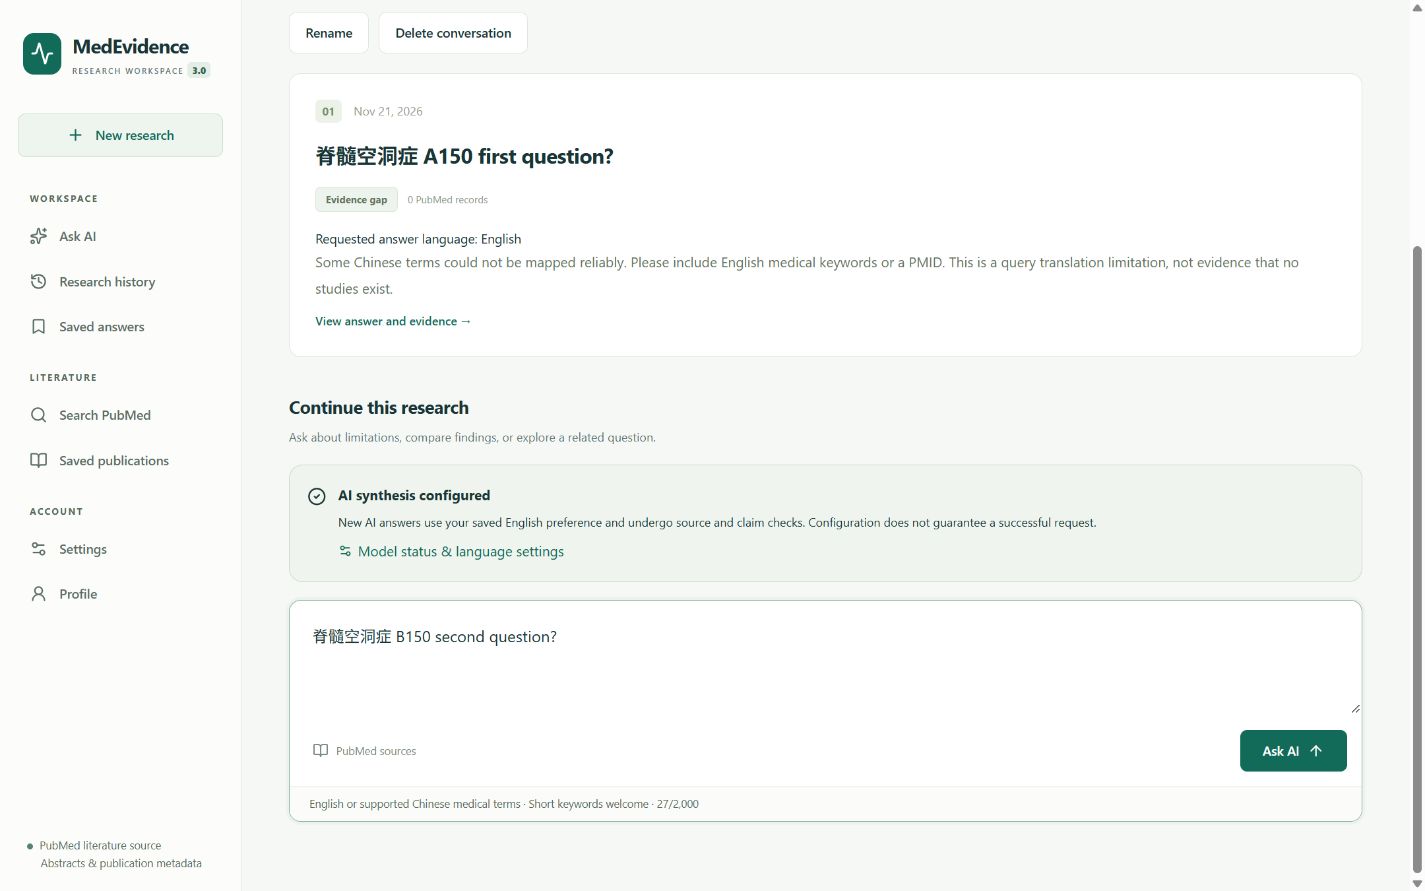 MedEvidence
RESEARCH WORKSPACE 3.0
New research
WORKSPACE
Ask AI
Research history
Saved answers
LITERATURE
Search PubMed
Saved publications
ACCOUNT
Settings
Profile
PubMed literature source
Abstracts & publication metadata
Rename
Delete conversation
01 Nov 21, 2026
脊髓空洞症 A150 first question?
Evidence gap 0 PubMed records
Requested answer language: English
Some Chinese terms could not be mapped reliably. Please include English medical keywords or a PMID. This is a query translation limitation, not evidence that no
studies exist.
View answer and evidence →
Continue this research
Ask about limitations, compare findings, or explore a related question.
AI synthesis configured
New AI answers use your saved English preference and undergo source and claim checks. Configuration does not guarantee a successful request.
Model status & language settings
脊髓空洞症 B150 second question?
PubMed sources
Ask AI ↑
English or supported Chinese medical terms · Short keywords welcome · 27/2,000